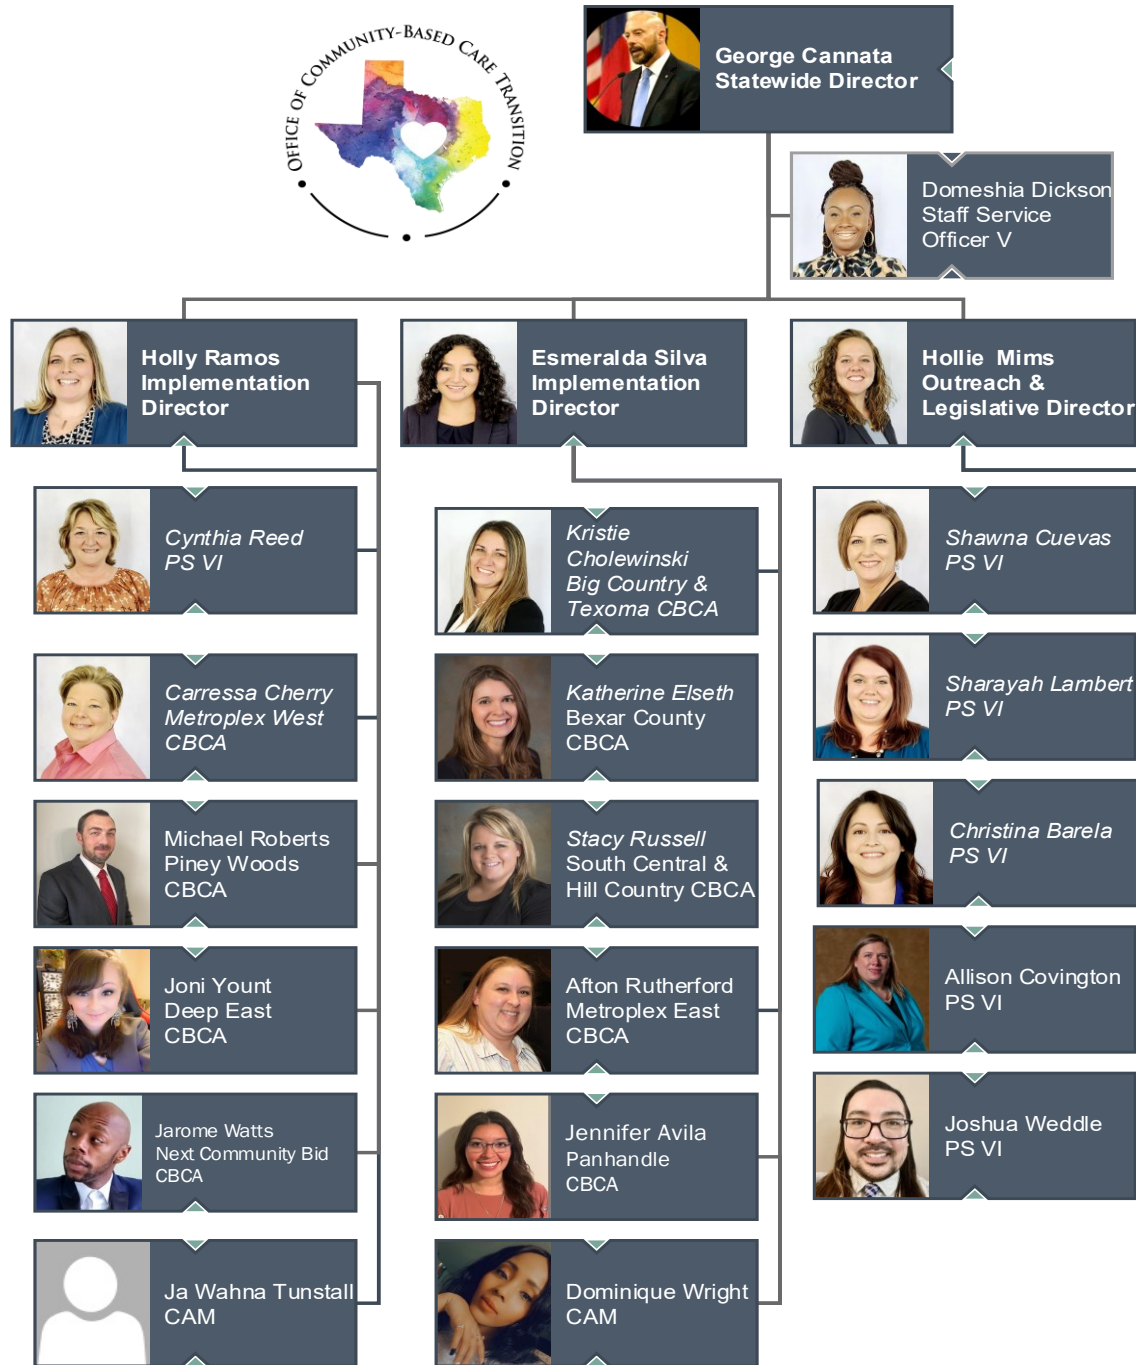 OFFICE OF COMMUNITY-BASED CARE TRANSITION
George Cannata
Statewide Director
Domeshia Dickson
Staff Service
Officer V
Holly Ramos
Implementation
Director
Esmeralda Silva
Implementation
Director
Hollie Mims
Outreach &
Legislative Director
Cynthia Reed
PS VI
Carressa Cherry
Metroplex West
CBCA
Michael Roberts
Piney Woods
CBCA
Joni Yount
Deep East
CBCA
Jarome Watts
Next Community Bid
CBCA
Ja Wahna Tunstall
CAM
Kristie
Cholewinski
Big Country &
Texoma CBCA
Katherine Elseth
Bexar County
CBCA
Stacy Russell
South Central &
Hill Country CBCA
Afton Rutherford
Metroplex East
CBCA
Jennifer Avila
Panhandle
CBCA
Dominique Wright
CAM
Shawna Cuevas
PS VI
Sharayah Lambert
PS VI
Christina Barela
PS VI
Allison Covington
PS VI
Joshua Weddle
PS VI